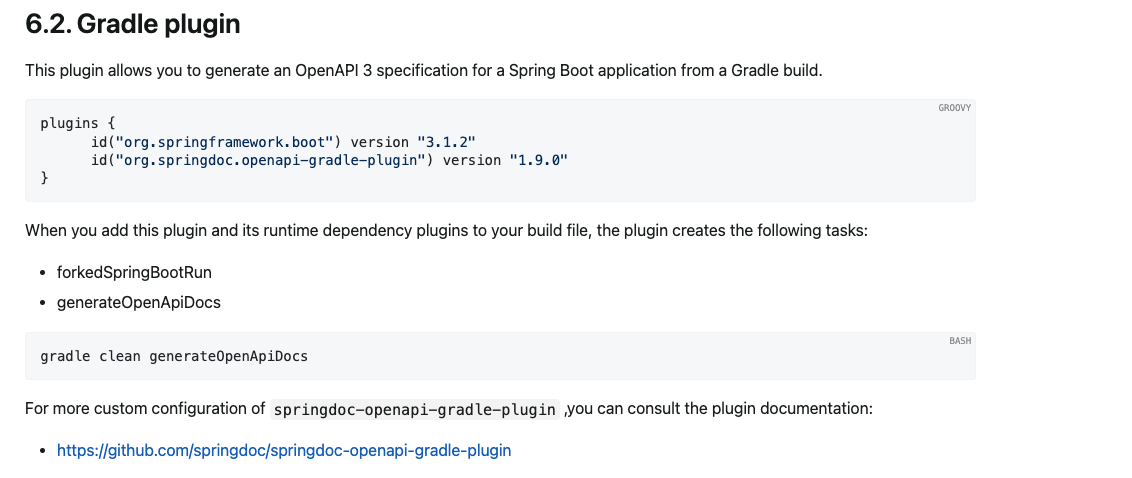 6.2. Gradle plugin
This plugin allows you to generate an OpenAPI 3 specification for a Spring Boot application from a Gradle build.
GROOVY
plugins {
      id("org.springframework.boot") version "3.1.2"
      id("org.springdoc.openapi-gradle-plugin") version "1.9.0"
}
When you add this plugin and its runtime dependency plugins to your build file, the plugin creates the following tasks:
• forkedSpringBootRun
• generateOpenApiDocs
BASH
gradle clean generateOpenApiDocs
For more custom configuration of springdoc-openapi-gradle-plugin ,you can consult the plugin documentation:
• https://github.com/springdoc/springdoc-openapi-gradle-plugin